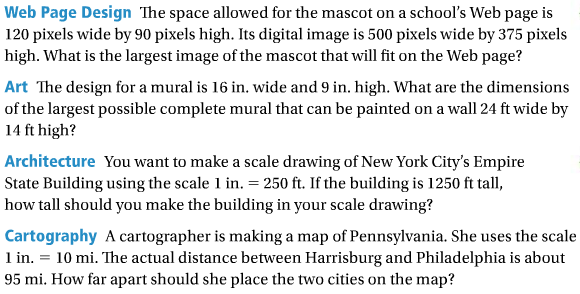 Web Page Design The space allowed for the mascot on a school's Web page is
120 pixels wide by 90 pixels high. Its digital image is 500 pixels wide by 375 pixels
high. What is the largest image of the mascot that will fit on the Web page?
Art The design for a mural is 16 in. wide and 9 in. high. What are the dimensions
of the largest possible complete mural that can be painted on a wall 24 ft wide by
14 ft high?
Architecture You want to make a scale drawing of New York City's Empire
State Building using the scale 1 in. = 250 ft. If the building is 1250 ft tall,
how tall should you make the building in your scale drawing?
Cartography A cartographer is making a map of Pennsylvania. She uses the scale
1 in. = 10 mi. The actual distance between Harrisburg and Philadelphia is about
95 mi. How far apart should she place the two cities on the map?